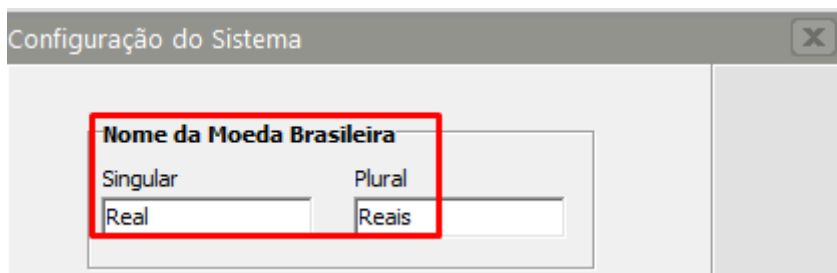 Configuração do Sistema
Nome da Moeda Brasileira
Singular Plural
Real Reais